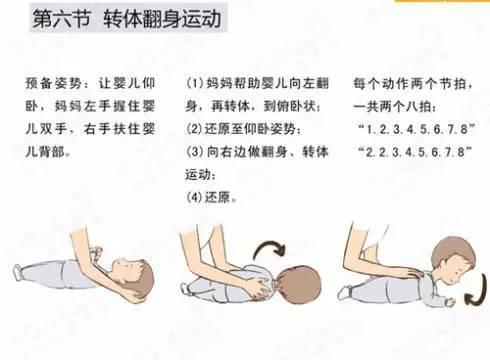 第六节 转体翻身运动
预备姿势：让婴儿仰
卧，妈妈左手握住婴
儿双手，右手扶住婴
儿背部。
(1)妈妈帮助婴儿向左翻
身，再转体，到俯卧状；
(2)还原至仰卧姿势；
(3)向右边做翻身、转体
运动；
(4)还原。
每个动作两个节拍，
一共两个八拍：
“1.2.3.4.5.6.7.8”
“2.2.3.4.5.6.7.8”